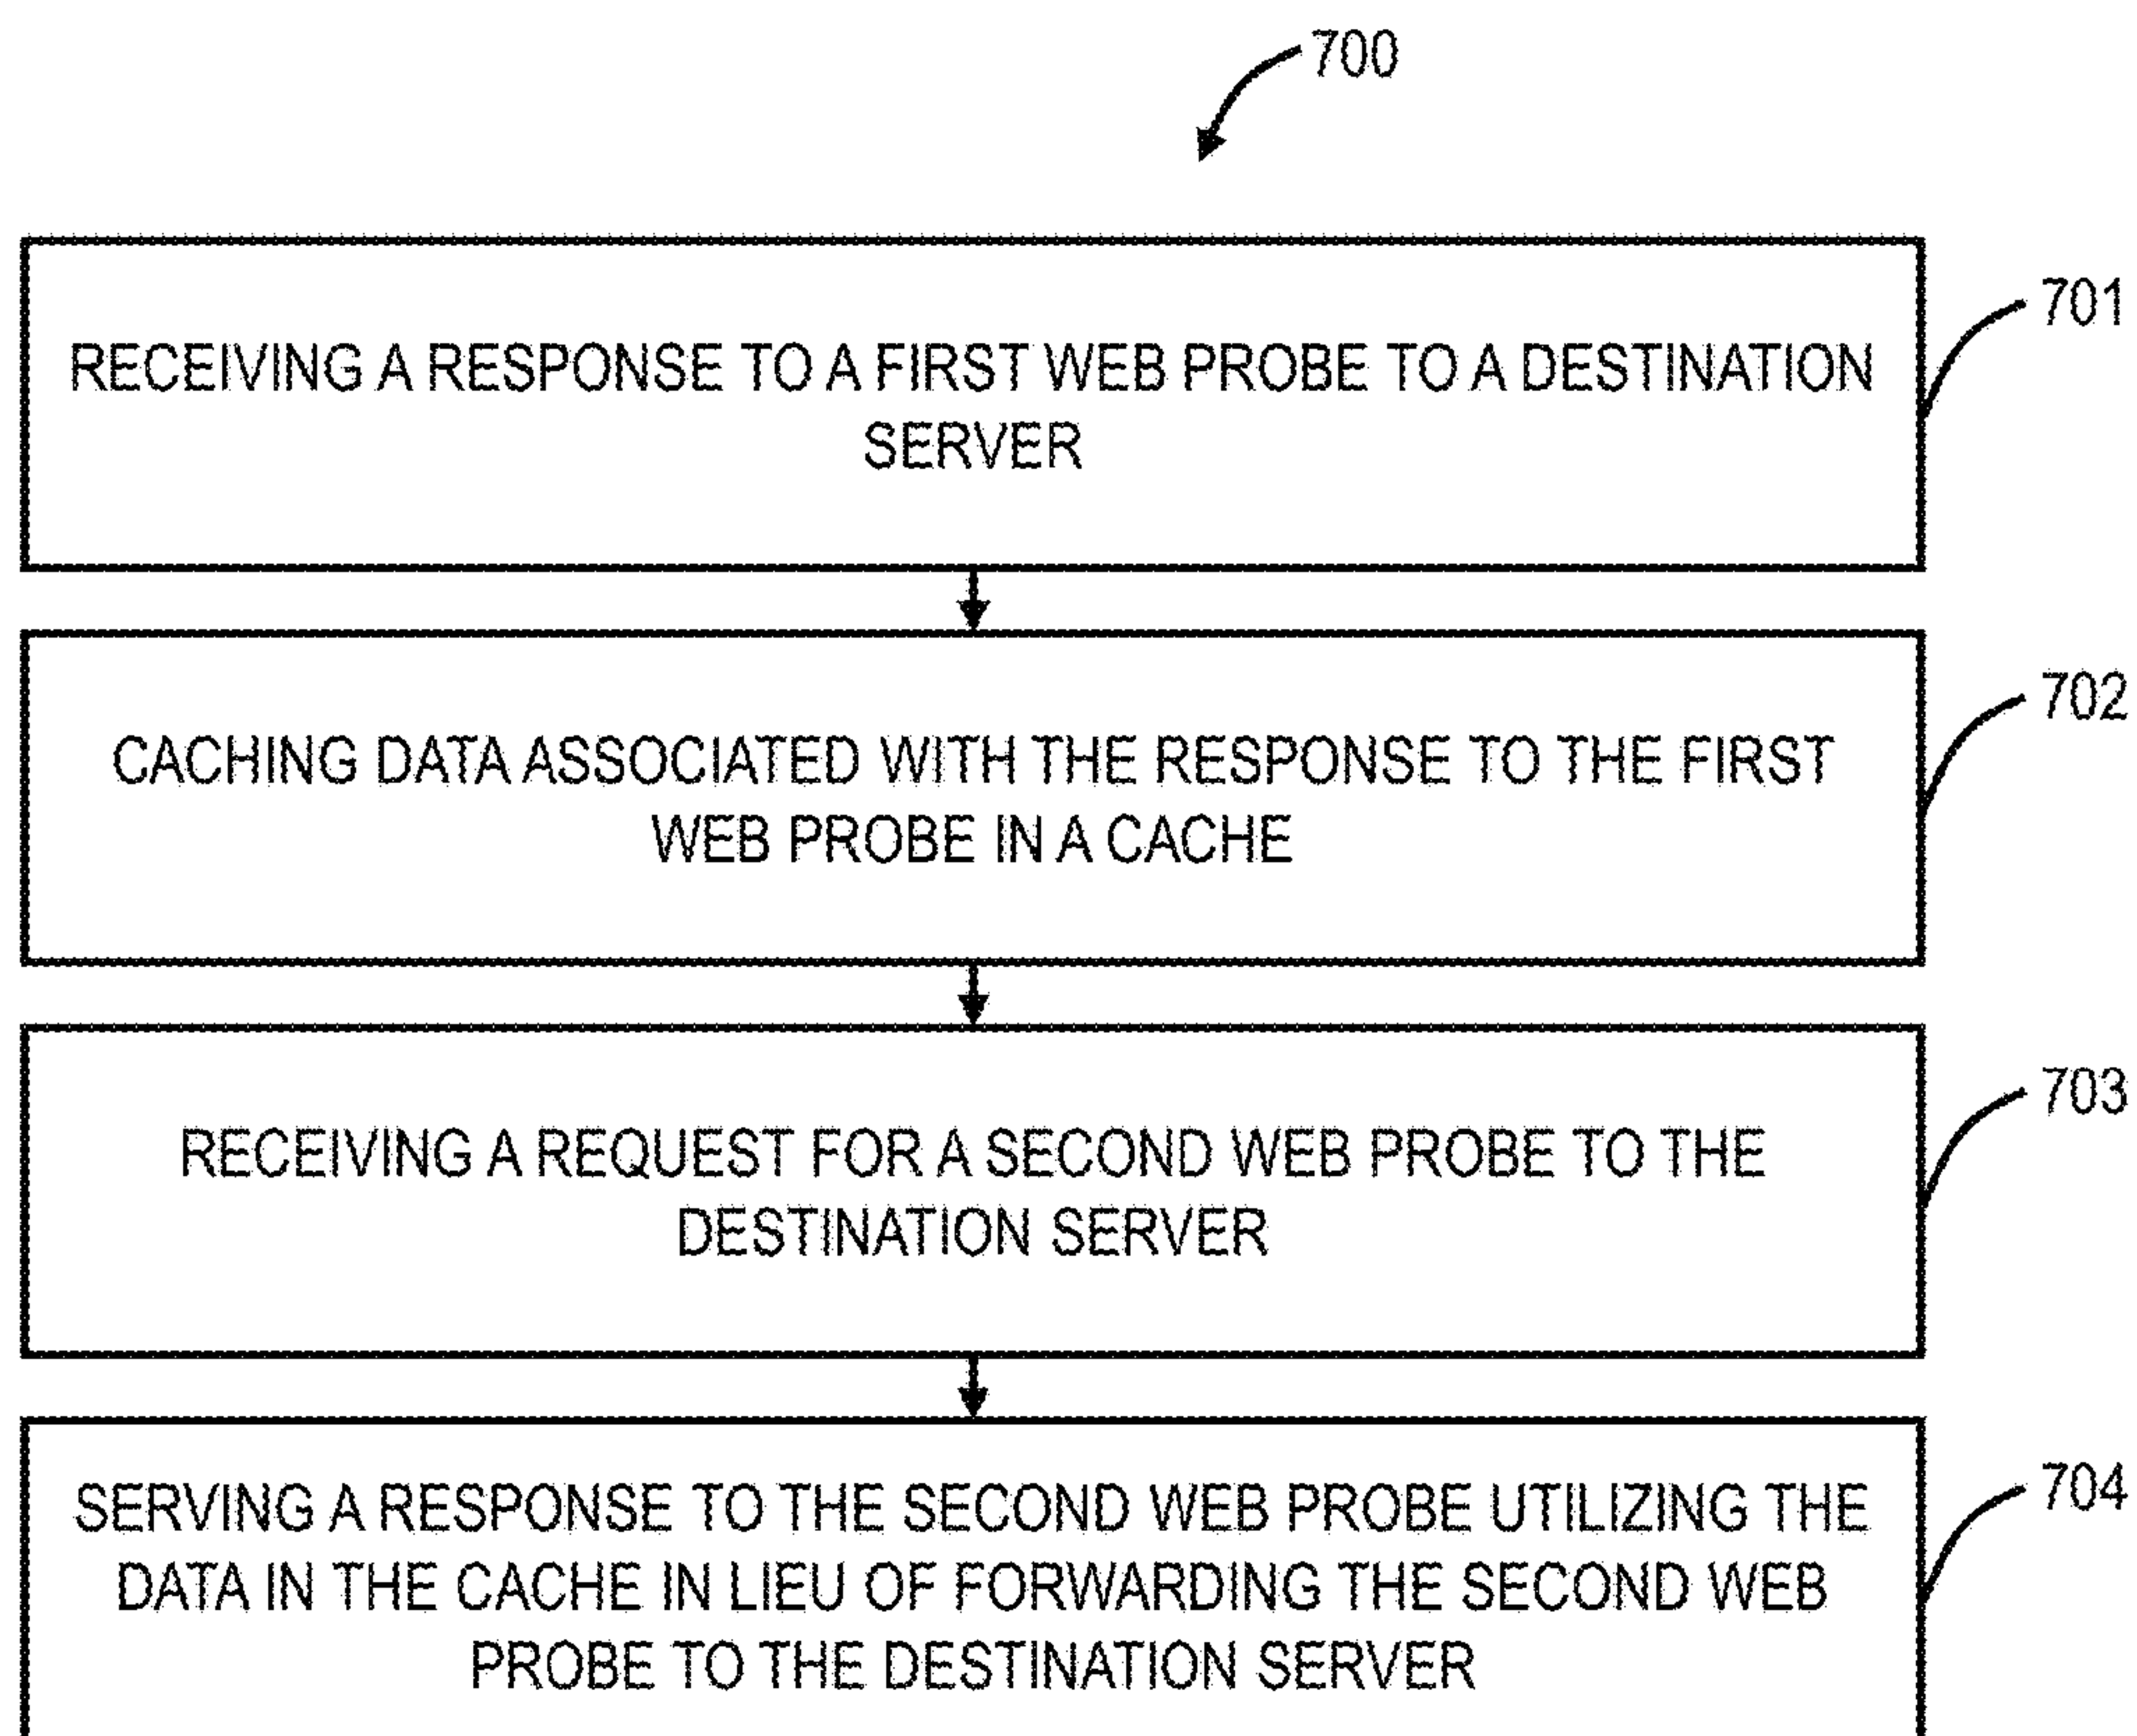 700
701
RECEIVING A RESPONSE TO A FIRST WEB PROBE TO A DESTINATION
SERVER
702
CACHING DATA ASSOCIATED WITH THE RESPONSE TO THE FIRST
WEB PROBE IN A CACHE
703
RECEIVING A REQUEST FOR A SECOND WEB PROBE TO THE
DESTINATION SERVER
704
SERVING A RESPONSE TO THE SECOND WEB PROBE UTILIZING THE
DATA IN THE CACHE IN LIEU OF FORWARDING THE SECOND WEB
PROBE TO THE DESTINATION SERVER